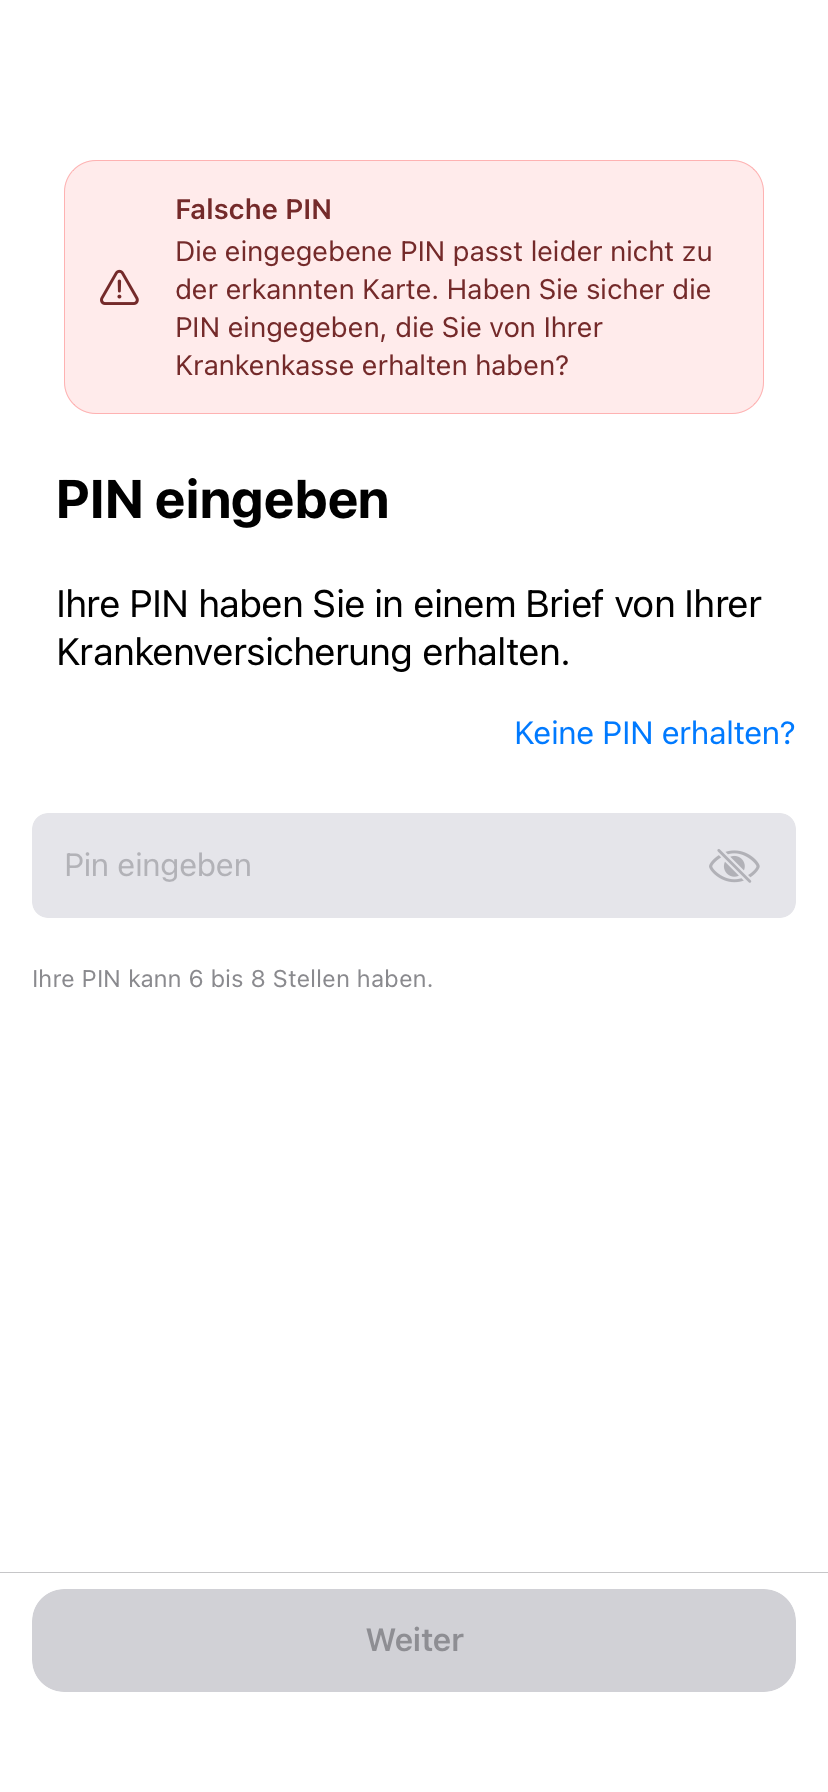 Falsche PIN
Die eingegebene PIN passt leider nicht zu
der erkannten Karte. Haben Sie sicher die
PIN eingegeben, die Sie von Ihrer
Krankenkasse erhalten haben?
PIN eingeben
Ihre PIN haben Sie in einem Brief von Ihrer
Krankenversicherung erhalten.
Keine PIN erhalten?
Pin eingeben
Ihre PIN kann 6 bis 8 Stellen haben.
Weiter